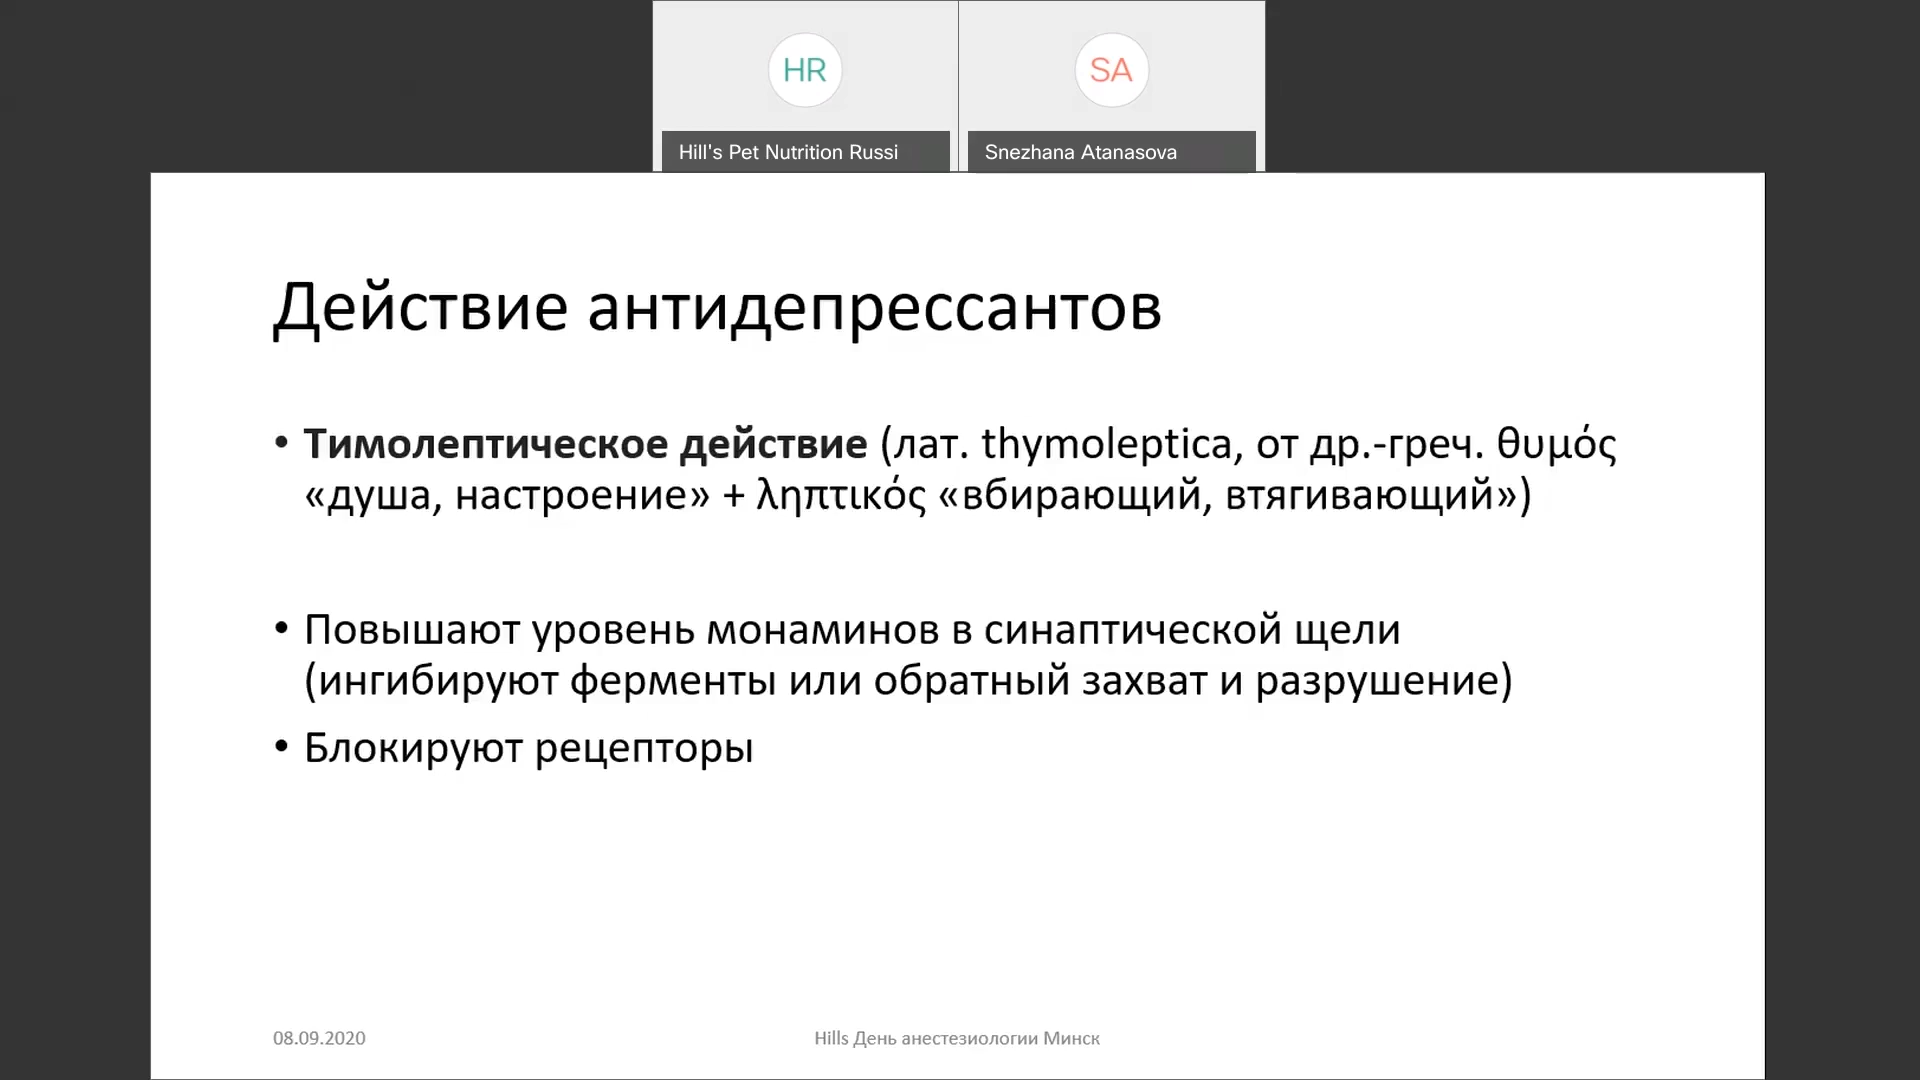 HR
SA
Hill's Pet Nutrition Russi
Snezhana Atanasova
Действие антидепрессантов
• Тимолептическое действие (лат. thymoleptica, от др.-греч. θυμός
«душа, настроение» + ληπτικός «вбирающий, втягивающий»)
• Повышают уровень монаминов в синаптической щели
(ингибируют ферменты или обратный захват и разрушение)
• Блокируют рецепторы
08.09.2020
Hills День анестезиологии Минск